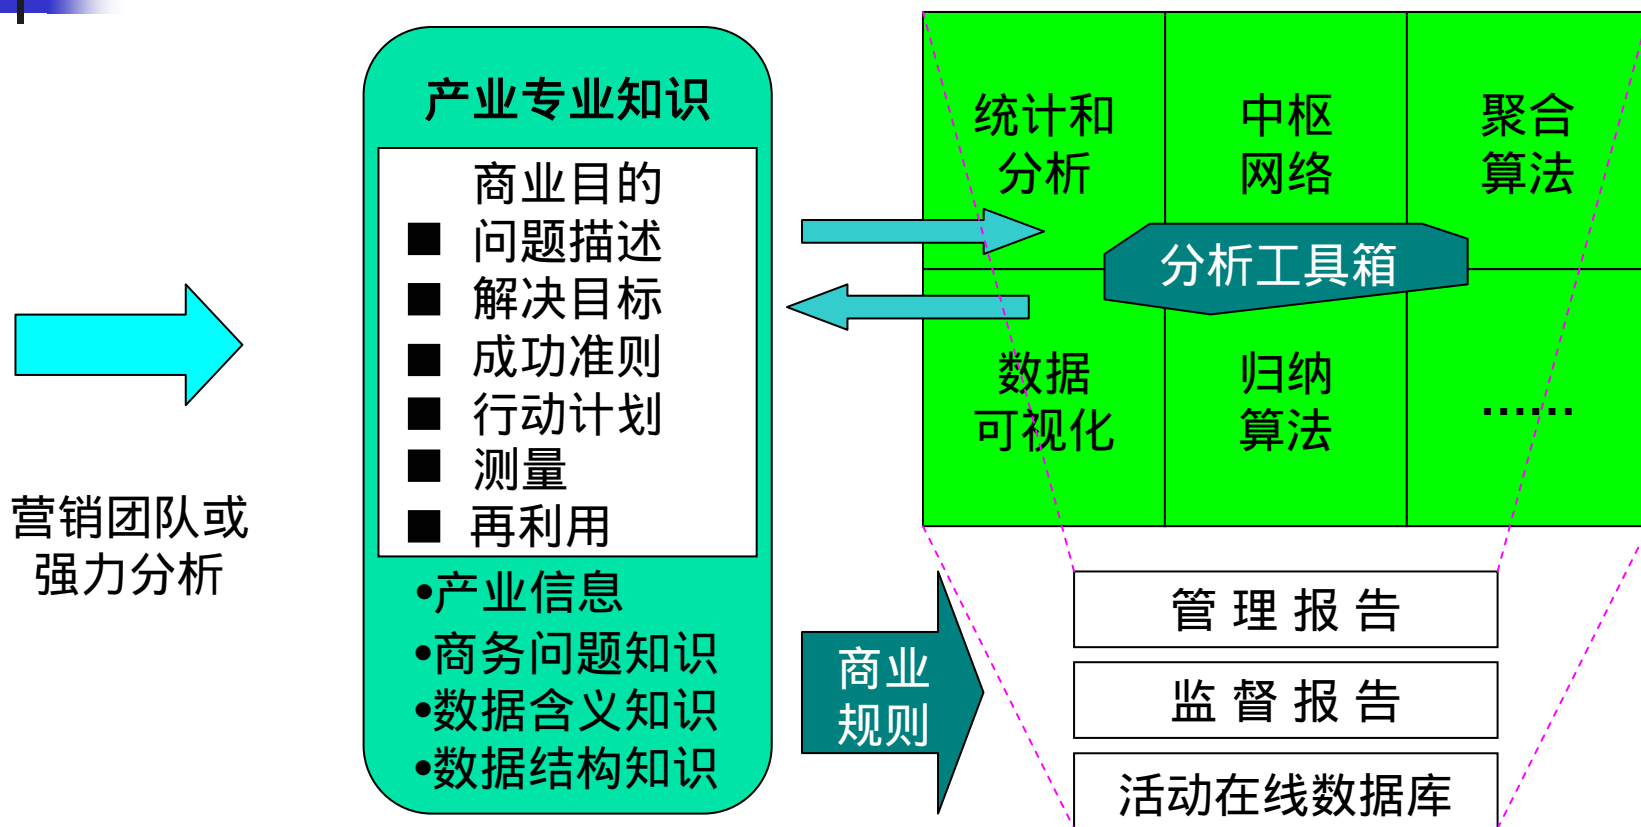 营销团队或
强力分析
产业专业知识
商业目的
■ 问题描述
■ 解决目标
■ 成功准则
■ 行动计划
■ 测量
■ 再利用
•产业信息
•商务问题知识
•数据含义知识
•数据结构知识
统计和
分析
中枢
网络
聚合
算法
分析工具箱
数据
可视化
归纳
算法
……
商业
规则
管 理 报 告
监 督 报 告
活动在线数据库